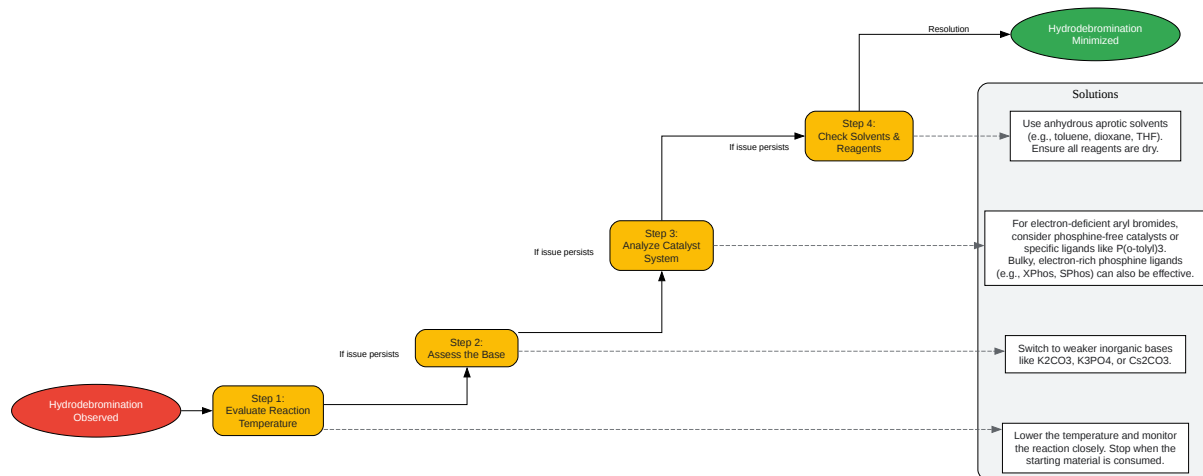 Resolution
Hydrodebromination
Minimized
Solutions
Step 4:
Check Solvents &
Reagents
Use anhydrous aprotic solvents
(e.g., toluene, dioxane, THF).
Ensure all reagents are dry.
If issue persists
Step 3:
Analyze Catalyst
System
For electron-deficient aryl bromides,
consider phosphine-free catalysts or
specific ligands like P(o-tolyl)3.
Bulky, electron-rich phosphine ligands
(e.g., XPhos, SPhos) can also be effective.
If issue persists
Step 2:
Assess the Base
Switch to weaker inorganic bases
like K2CO3, K3PO4, or Cs2CO3.
If issue persists
Hydrodebromination
Observed
Step 1:
Evaluate Reaction
Temperature
Lower the temperature and monitor
the reaction closely. Stop when the
starting material is consumed.